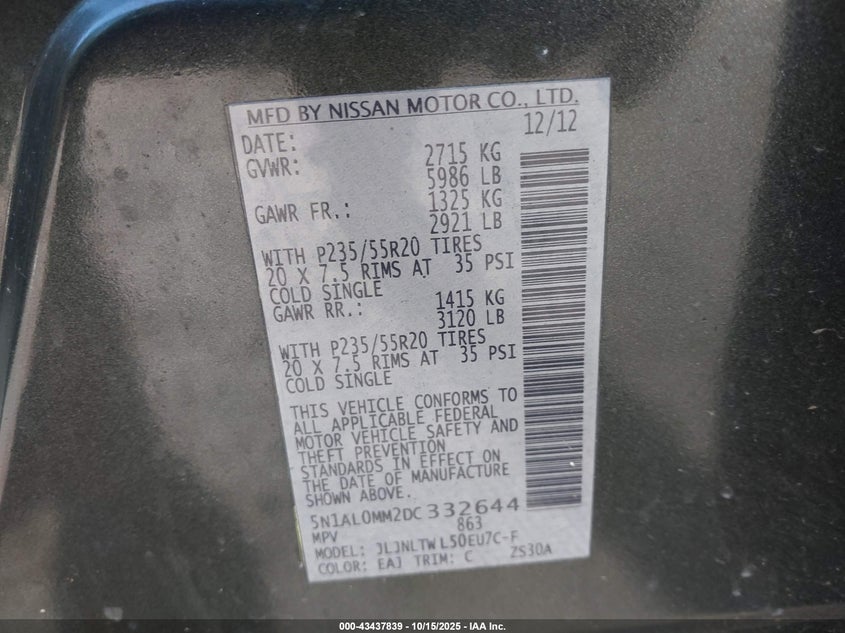 MFD BY NISSAN MOTOR CO., LTD.
DATE: 12/12
GVWR: 2715 KG
5986 LB
GAWR FR.: 1325 KG
2921 LB
WITH P235/55R20 TIRES
20 X 7.5 RIMS AT 35 PSI
COLD SINGLE
GAWR RR.: 1415 KG
3120 LB
WITH P235/55R20 TIRES
20 X 7.5 RIMS AT 35 PSI
COLD SINGLE
THIS VEHICLE CONFORMS TO
ALL APPLICABLE FEDERAL
MOTOR VEHICLE SAFETY AND
THEFT PREVENTION
STANDARDS IN EFFECT ON
THE DATE OF MANUFACTURE
SHOWN ABOVE.
5N1AL0MM2DC332644
MPV 863
MODEL: JLJNLTWL50EU7C-F
COLOR: EAJ TRIM: C ZS30A
000-43437839 - 10/15/2025 - IAA Inc.